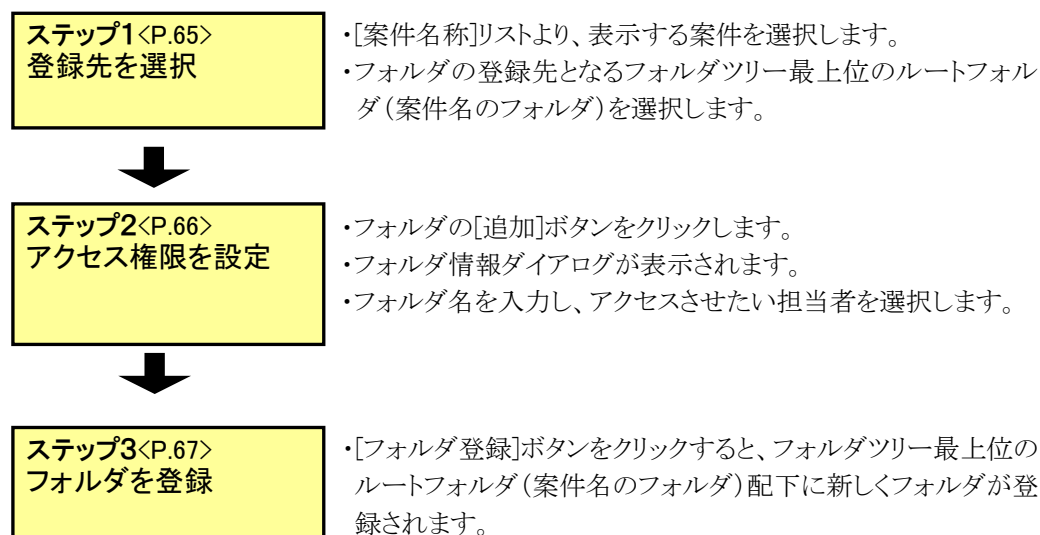 ステップ1<P.65>
登録先を選択
・[案件名称]リストより、表示する案件を選択します。
・フォルダの登録先となるフォルダツリー最上位のルートフォル
ダ(案件名のフォルダ)を選択します。
ステップ2<P.66>
アクセス権限を設定
・フォルダの[追加]ボタンをクリックします。
・フォルダ情報ダイアログが表示されます。
・フォルダ名を入力し、アクセスさせたい担当者を選択します。
ステップ3<P.67>
フォルダを登録
・[フォルダ登録]ボタンをクリックすると、フォルダツリー最上位の
ルートフォルダ(案件名のフォルダ)配下に新しくフォルダが登
録されます。